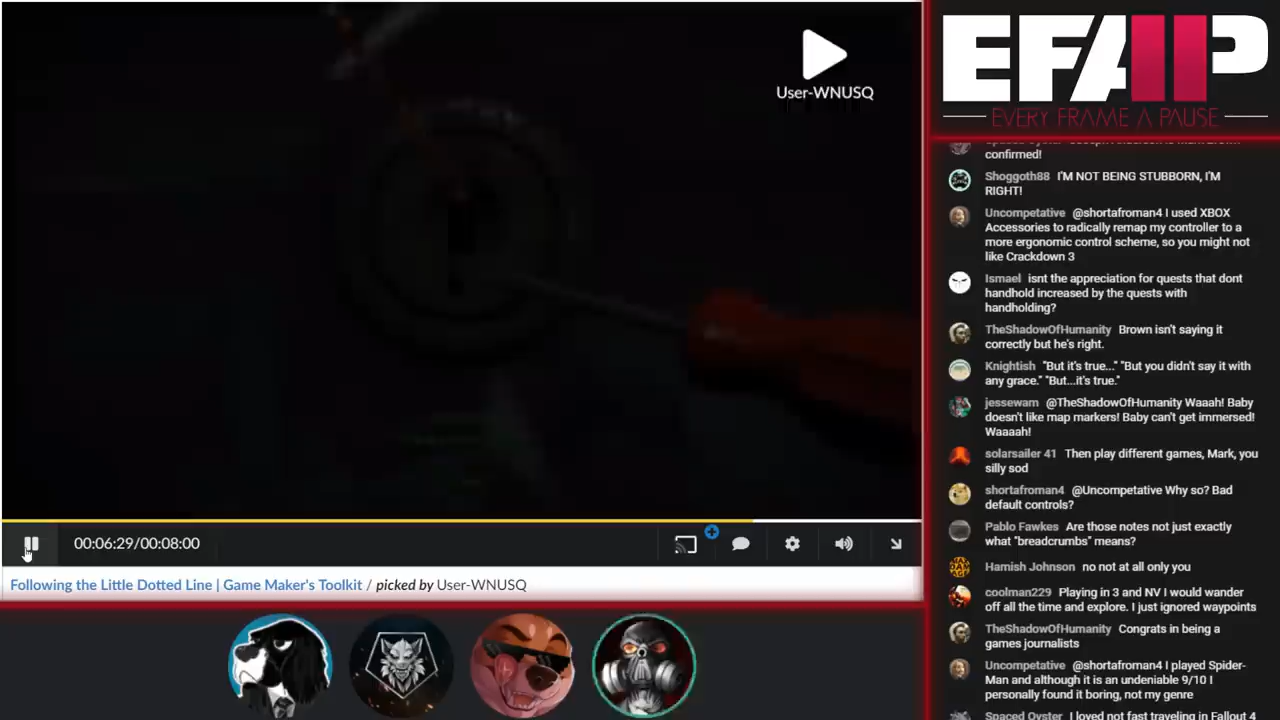 User-WNUSQ
EFAP
EVERY FRAME A PAUSE
confirmed!
Shoggoth88 I'M NOT BEING STUBBORN, I'M
RIGHT!
Uncompetative @shortafroman4 I used XBOX
Accessories to radically remap my controller to a
more ergonomic control scheme, so you might not
like Crackdown 3
Ismael isnt the appreciation for quests that dont
handhold increased by the quests with
handholding?
TheShadowOfHumanity Brown isn't saying it
correctly but he's right.
Knightish "But it's true..." "But you didn't say it with
any grace." "But...it's true."
jessewam @TheShadowOfHumanity Waaah! Baby
doesn't like map markers! Baby can't get immersed!
Waaaah!
solarsailer 41 Then play different games, Mark, you
silly sod
shortafroman4 @Uncompetative Why so? Bad
default controls?
Pablo Fawkes Are those notes not just exactly
what "breadcrumbs" means?
Hamish Johnson no not at all only you
coolman229 Playing in 3 and NV I would wander
off all the time and explore. I just ignored waypoints
TheShadowOfHumanity Congrats in being a
games journalists
Uncompetative @shortafroman4 I played Spider-
Man and although it is an undeniable 9/10 I
personally found it boring, not my genre
Spaced Oyster I loved not fast traveling in Fallout 4
00:06:29/00:08:00
Following the Little Dotted Line | Game Maker's Toolkit / picked by User-WNUSQ